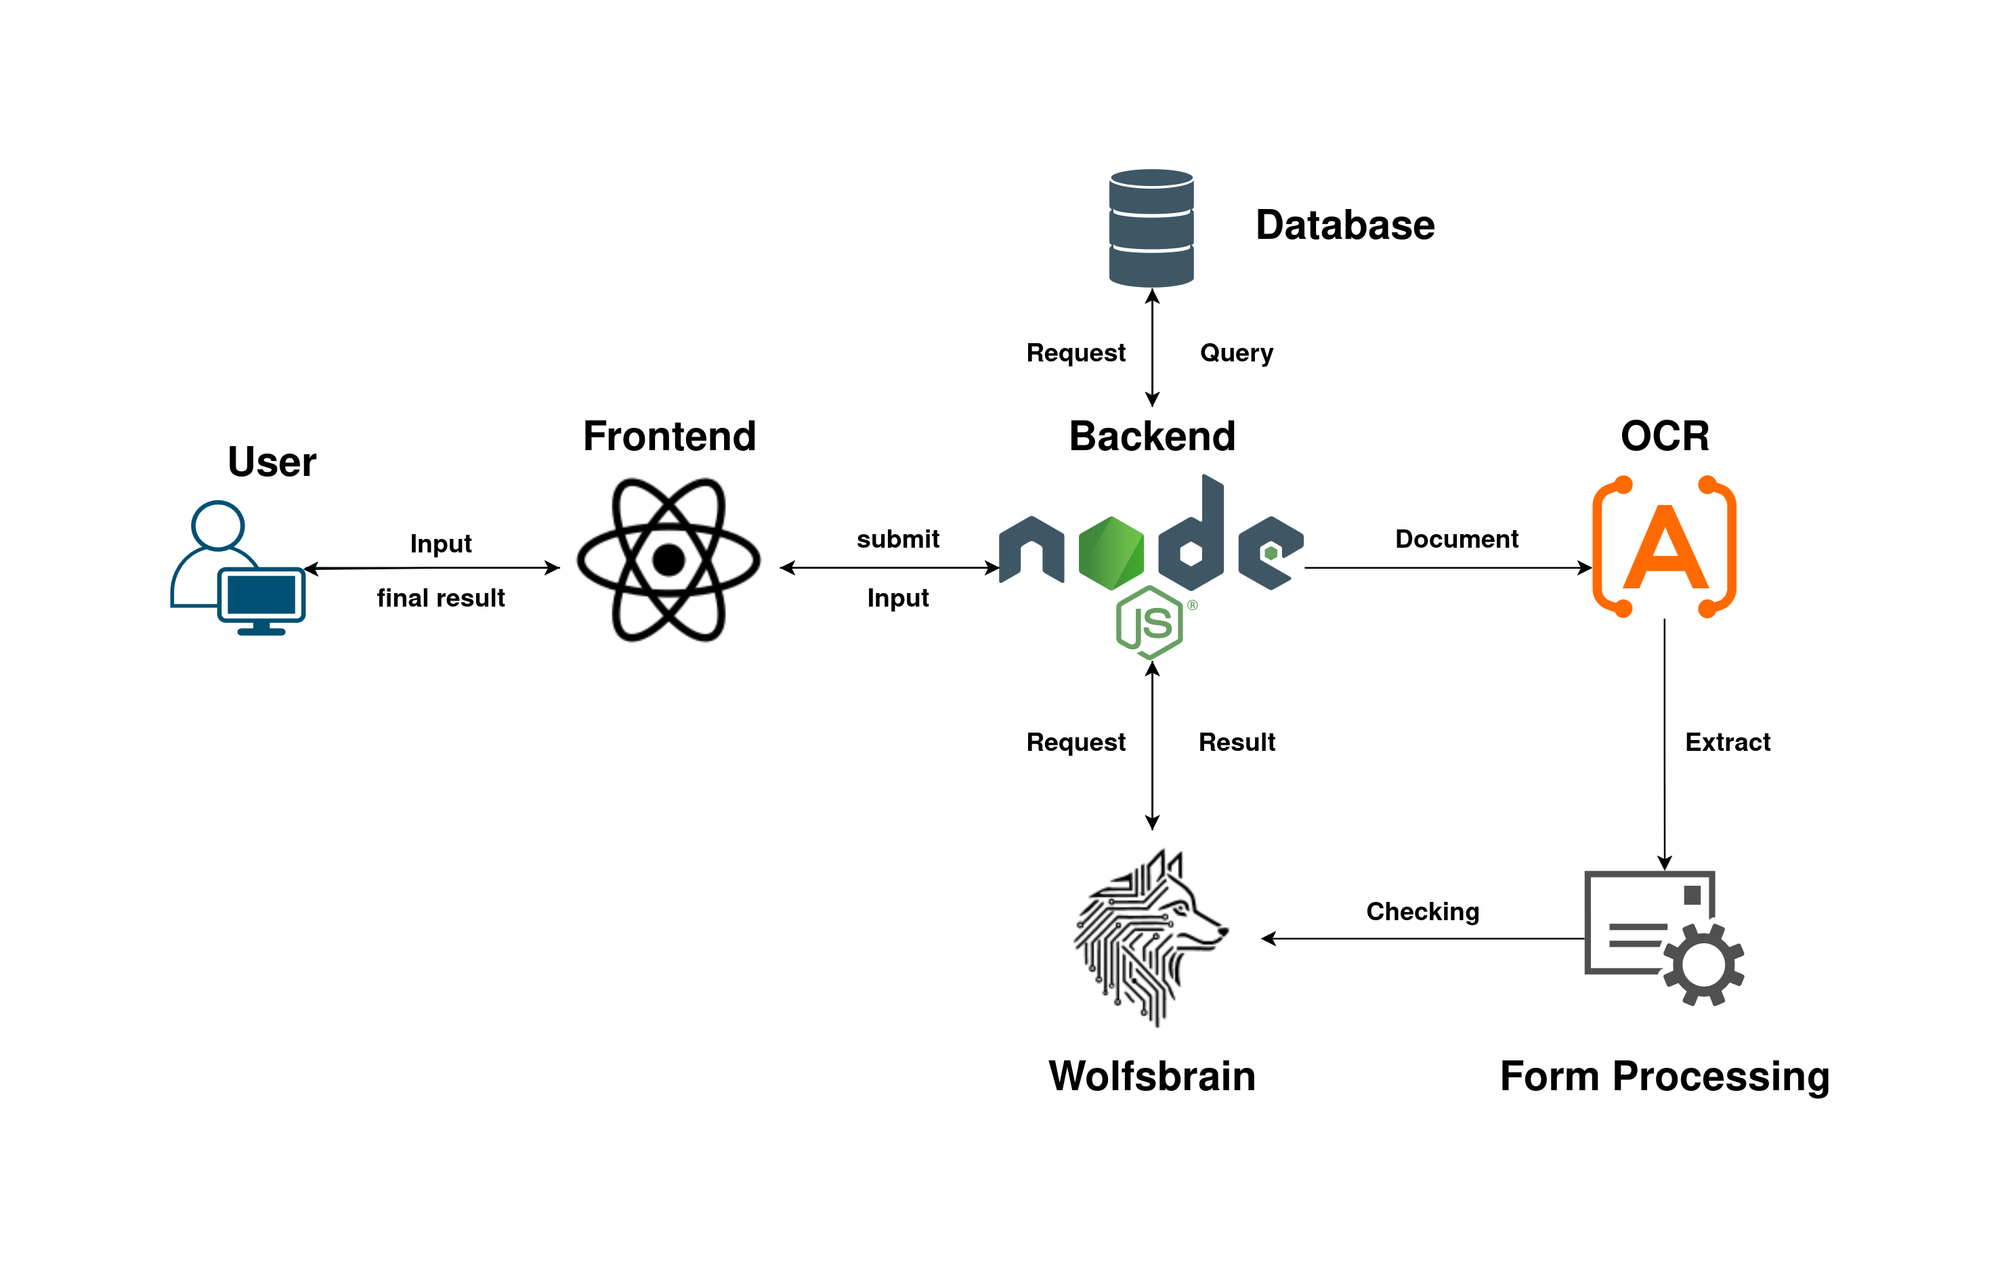 Database
Request
Query
User
Frontend
Backend
OCR
Input
final result
submit
Input
node
JS
®
Document
Request
Result
Extract
Checking
Wolfsbrain
Form Processing